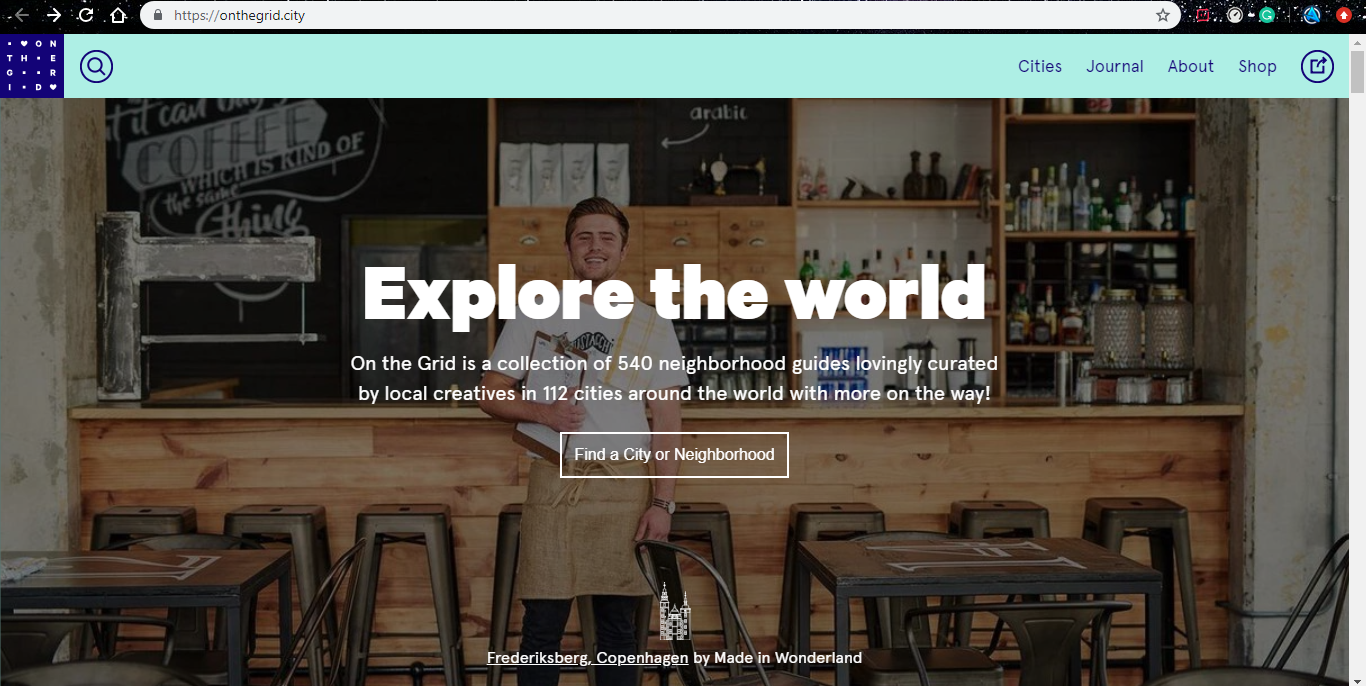 https://onthegrid.city
ON
THE
GRID
Cities
Journal
About
Shop
it can buy
COFFEE
WHICH IS KIND OF
the same
Thing
arabic
Explore the world
On the Grid is a collection of 540 neighborhood guides lovingly curated
by local creatives in 112 cities around the world with more on the way!
Find a City or Neighborhood
Frederiksberg, Copenhagen by Made in Wonderland